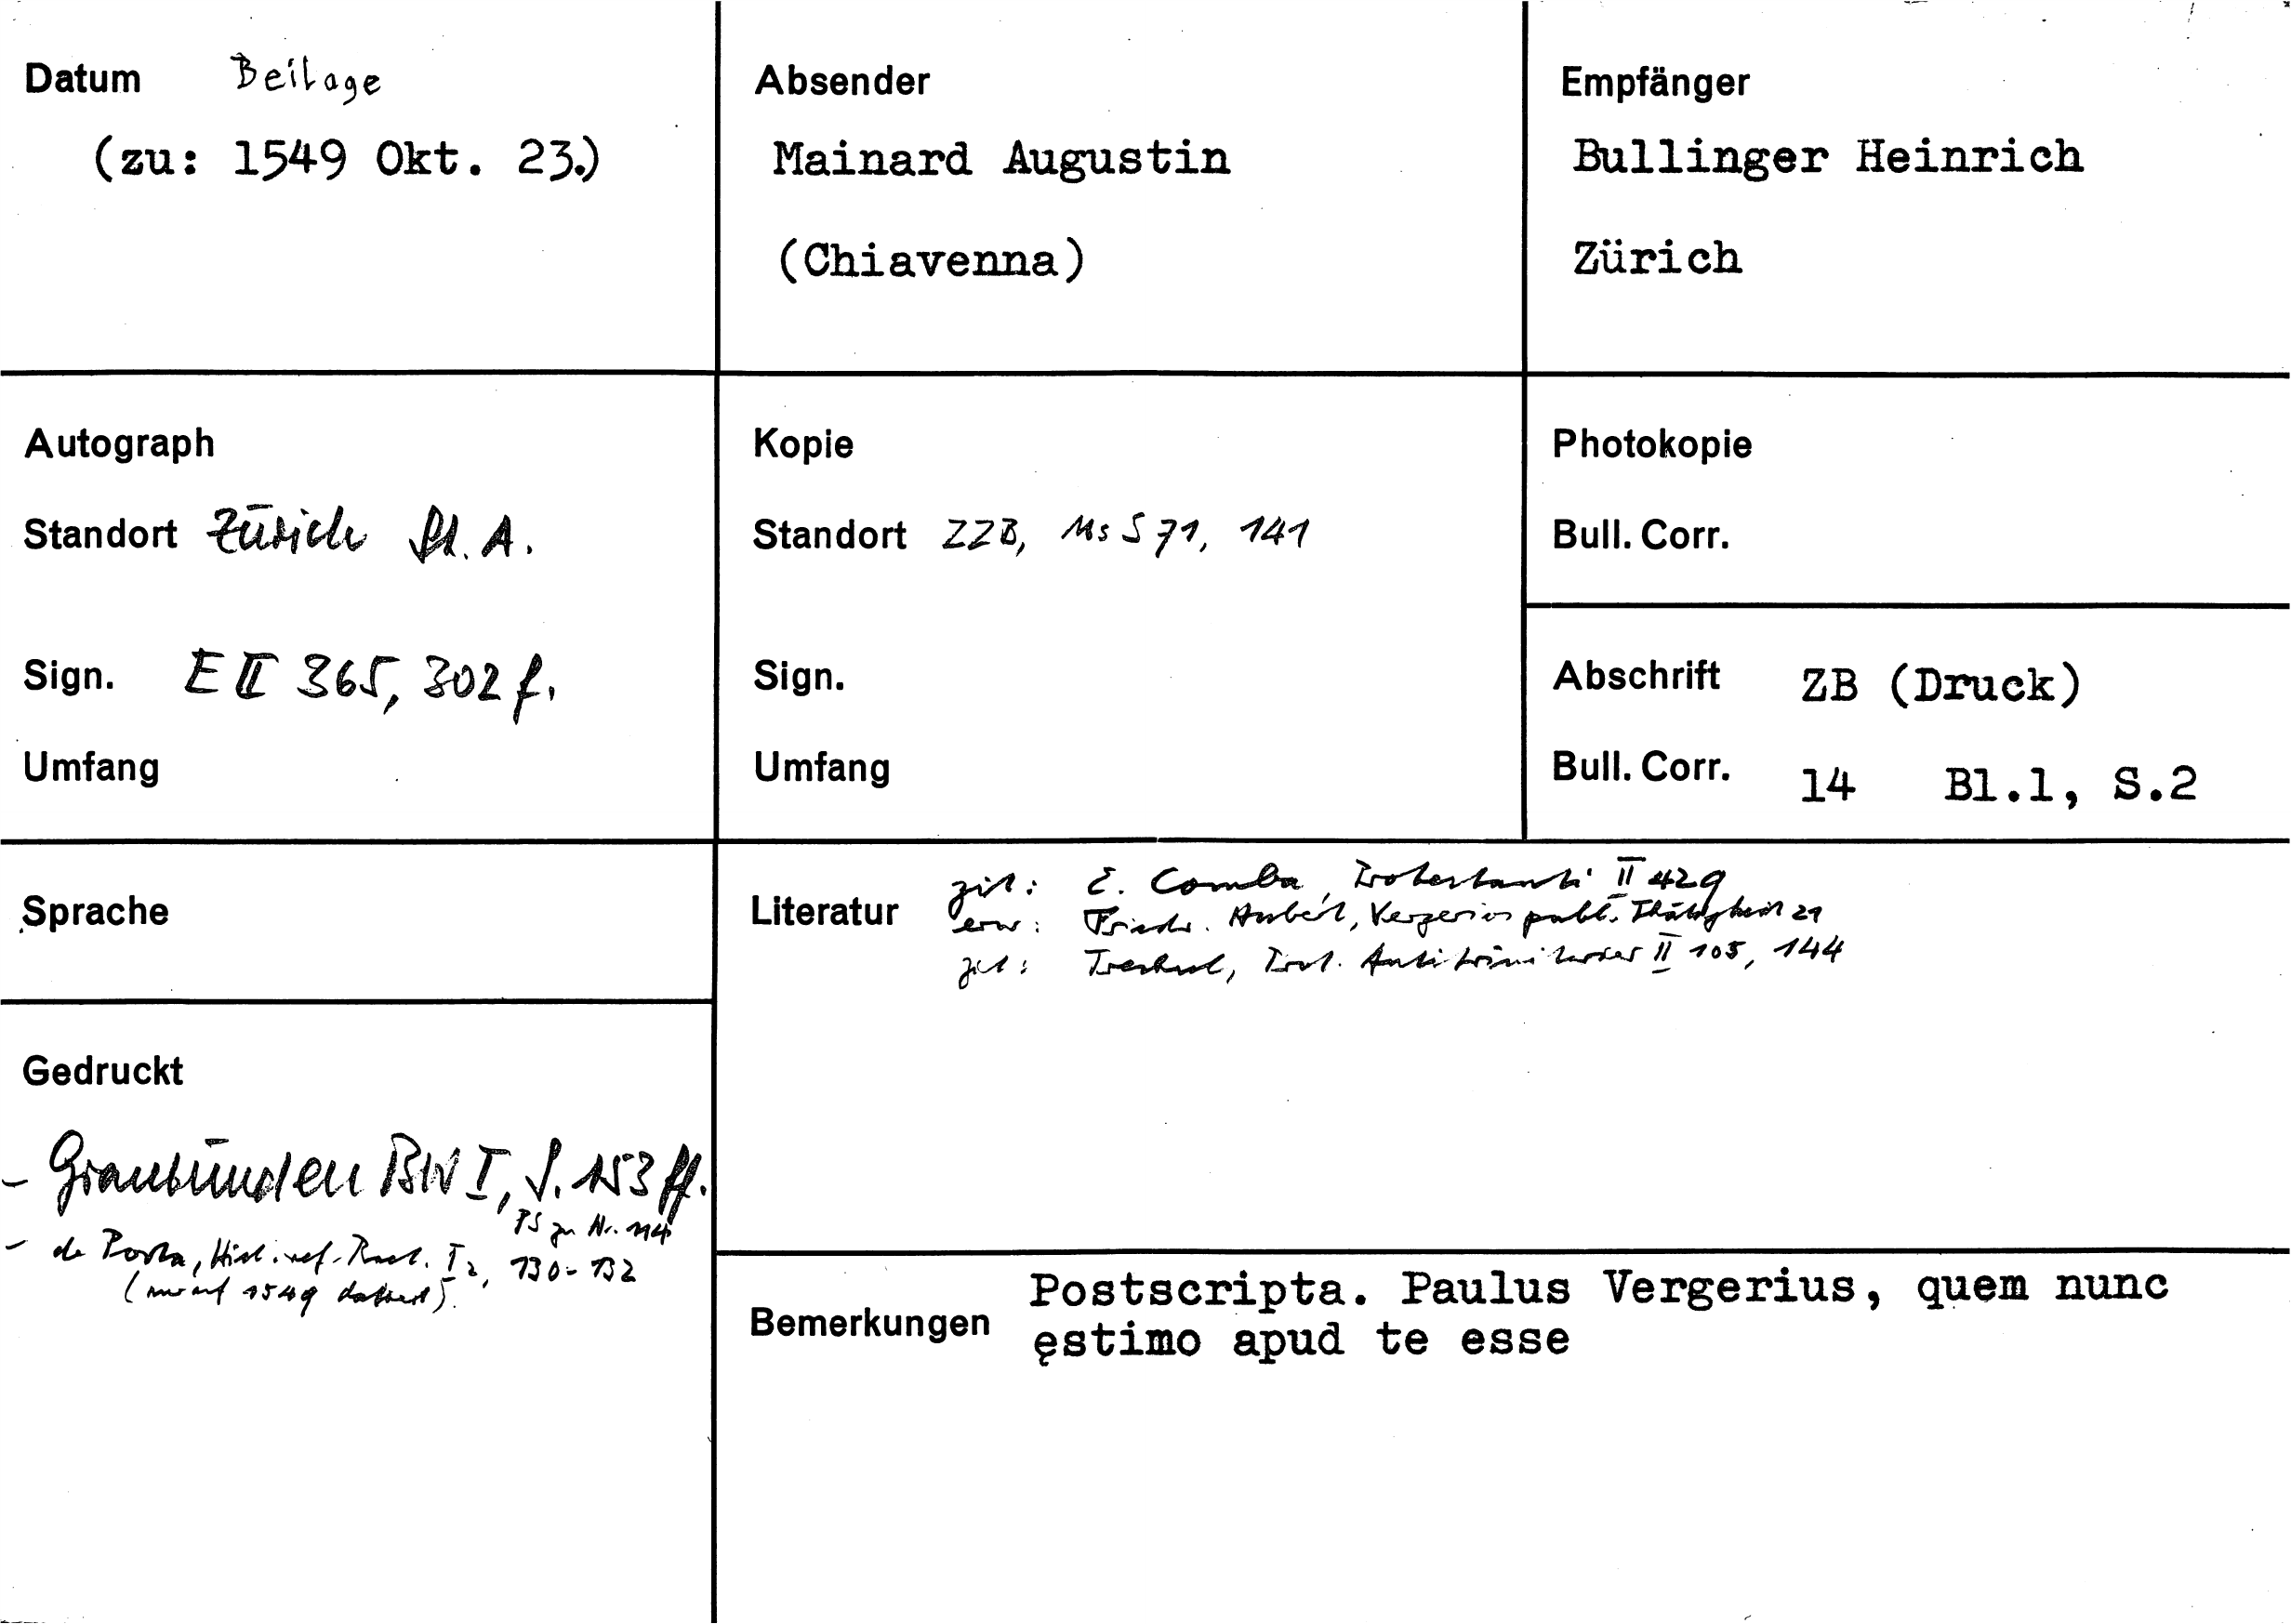 Datum Beilage
(zu: 1549 Okt. 23.)
Absender
Mainard Augustin
(Chiavenna)
Empfänger
Bullinger Heinrich
Zürich
Autograph
Standort Zürich St. A.
Sign. E II 365, 302 f.
Umfang
Kopie
Standort ZZB, Ms S 71, 141
Sign.
Umfang
Photokopie
Bull. Corr.
Abschrift ZB (Druck)
Bull. Corr. 14 Bl.1, S.2
Sprache
Literatur zit: E. Comba, Protestanti II 429
erw: Friedr. Hubert, Vergerios publ. Thätigkeit 21
zit: Trechsel, Prot. Antitrinitarier II 105, 144
Gedruckt
- Graubünden BW I, S. 153 ff.
PS zu Nr. 114
- de Porta, Hist. ref. Raet. I 2, 130-132
(nur auf 1549 datiert).
Bemerkungen Postscripta. Paulus Vergerius, quem nunc
ęstimo apud te esse